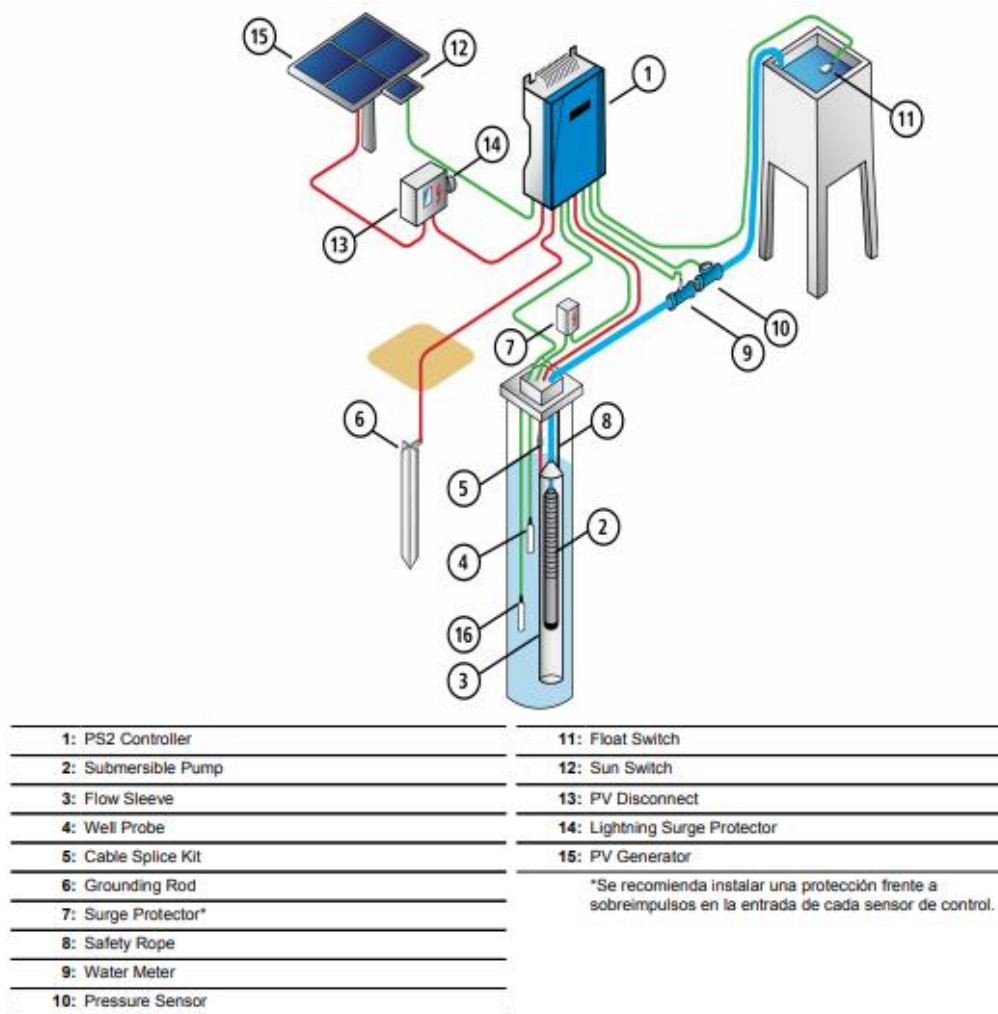 15
12
1
11
14
13
10
7
9
6
8
5
2
4
16
3
1: PS2 Controller
2: Submersible Pump
3: Flow Sleeve
4: Well Probe
5: Cable Splice Kit
6: Grounding Rod
7: Surge Protector*
8: Safety Rope
9: Water Meter
10: Pressure Sensor
11: Float Switch
12: Sun Switch
13: PV Disconnect
14: Lightning Surge Protector
15: PV Generator
*Se recomienda instalar una protección frente a
sobreimpulsos en la entrada de cada sensor de control.